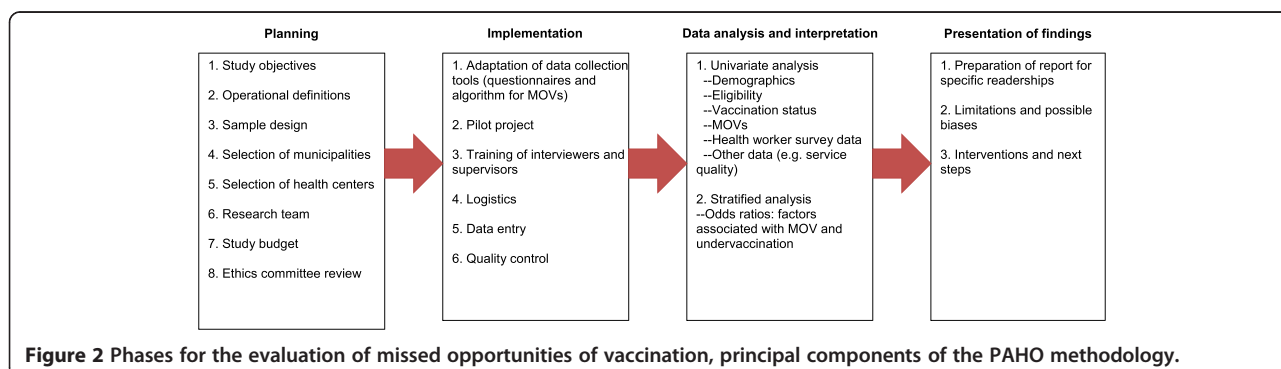 Planning
1. Study objectives
2. Operational definitions
3. Sample design
4. Selection of municipalities
5. Selection of health centers
6. Research team
7. Study budget
8. Ethics committee review
Implementation
1. Adaptation of data collection
tools (questionnaires and
algorithm for MOVs)
2. Pilot project
3. Training of interviewers and
supervisors
4. Logistics
5. Data entry
6. Quality control
Data analysis and interpretation
1. Univariate analysis
--Demographics
--Eligibility
--Vaccination status
--MOVs
--Health worker survey data
--Other data (e.g. service
quality)
2. Stratified analysis
--Odds ratios: factors
associated with MOV and
undervaccination
Presentation of findings
1. Preparation of report for
specific readerships
2. Limitations and possible
biases
3. Interventions and next
steps
Figure 2 Phases for the evaluation of missed opportunities of vaccination, principal components of the PAHO methodology.